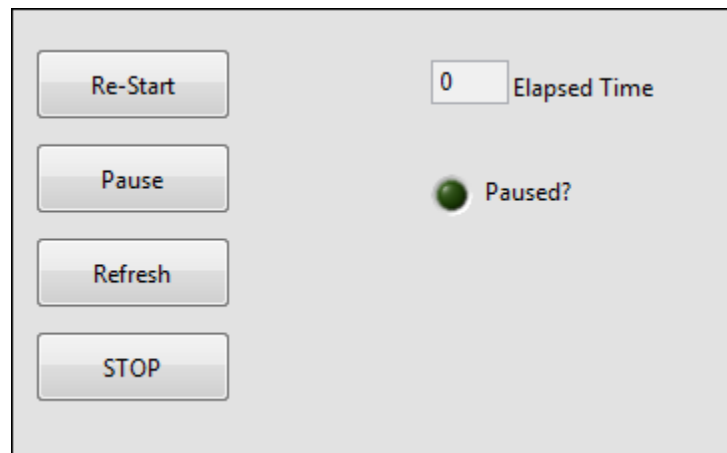 Re-Start
0 Elapsed Time
Pause
Paused?
Refresh
STOP